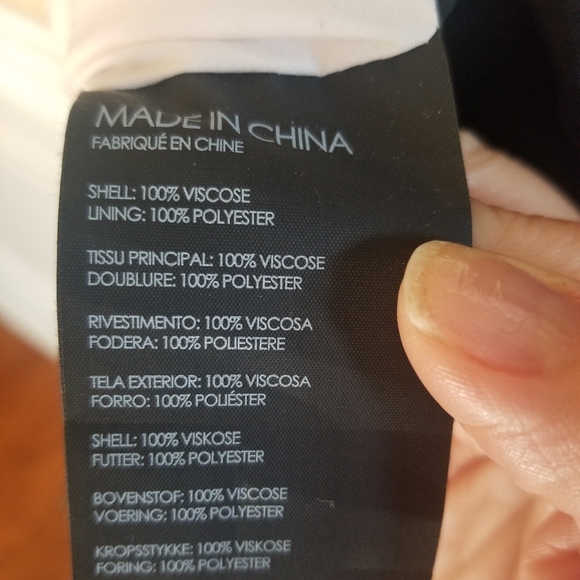 MADE IN CHINA
FABRIQUÉ EN CHINE
SHELL: 100% VISCOSE
LINING: 100% POLYESTER
TISSU PRINCIPAL: 100% VISCOSE
DOUBLURE: 100% POLYESTER
RIVESTIMENTO: 100% VISCOSA
FODERA: 100% POLIESTERE
TELA EXTERIOR: 100% VISCOSA
FORRO: 100% POLIÉSTER
SHELL: 100% VISKOSE
FUTTER: 100% POLYESTER
BOVENSTOF: 100% VISCOSE
VOERING: 100% POLYESTER
KROPSSTYKKE: 100% VISKOSE
FORING: 100% POLYESTER